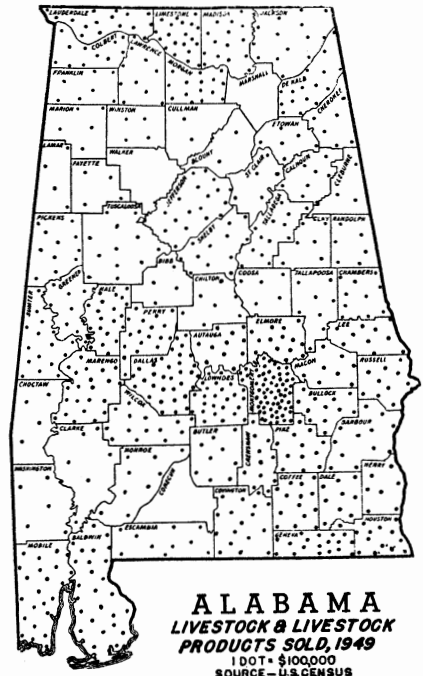 LAUDERDALE
LIMESTONE
MADISON
JACKSON
COLBERT
LAWRENCE
MORGAN
MARSHALL
DE KALB
CHEROKEE
FRANKLIN
MARION
WINSTON
CULLMAN
ETOWAH
LAMAR
FAYETTE
WALKER
BLOUNT
ST CLAIR
CALHOUN
CLEBURNE
JEFFERSON
TALLADEGA
PICKENS
TUSCALOOSA
SHELBY
CLAY
RANDOLPH
BIBB
GREENE
HALE
SUMTER
CHILTON
COOSA
TALLAPOOSA
CHAMBERS
PERRY
AUTAUGA
ELMORE
LEE
MARENGO
DALLAS
LOWNDES
MONTGOMERY
MACON
RUSSELL
CHOCTAW
WILCOX
BULLOCK
CLARKE
BUTLER
CRENSHAW
PIKE
BARBOUR
MONROE
CONECUH
WASHINGTON
COVINGTON
COFFEE
DALE
HENRY
ESCAMBIA
GENEVA
HOUSTON
MOBILE
BALDWIN
ALABAMA
LIVESTOCK & LIVESTOCK
PRODUCTS SOLD, 1949
1 DOT = $100,000
SOURCE - U.S. CENSUS